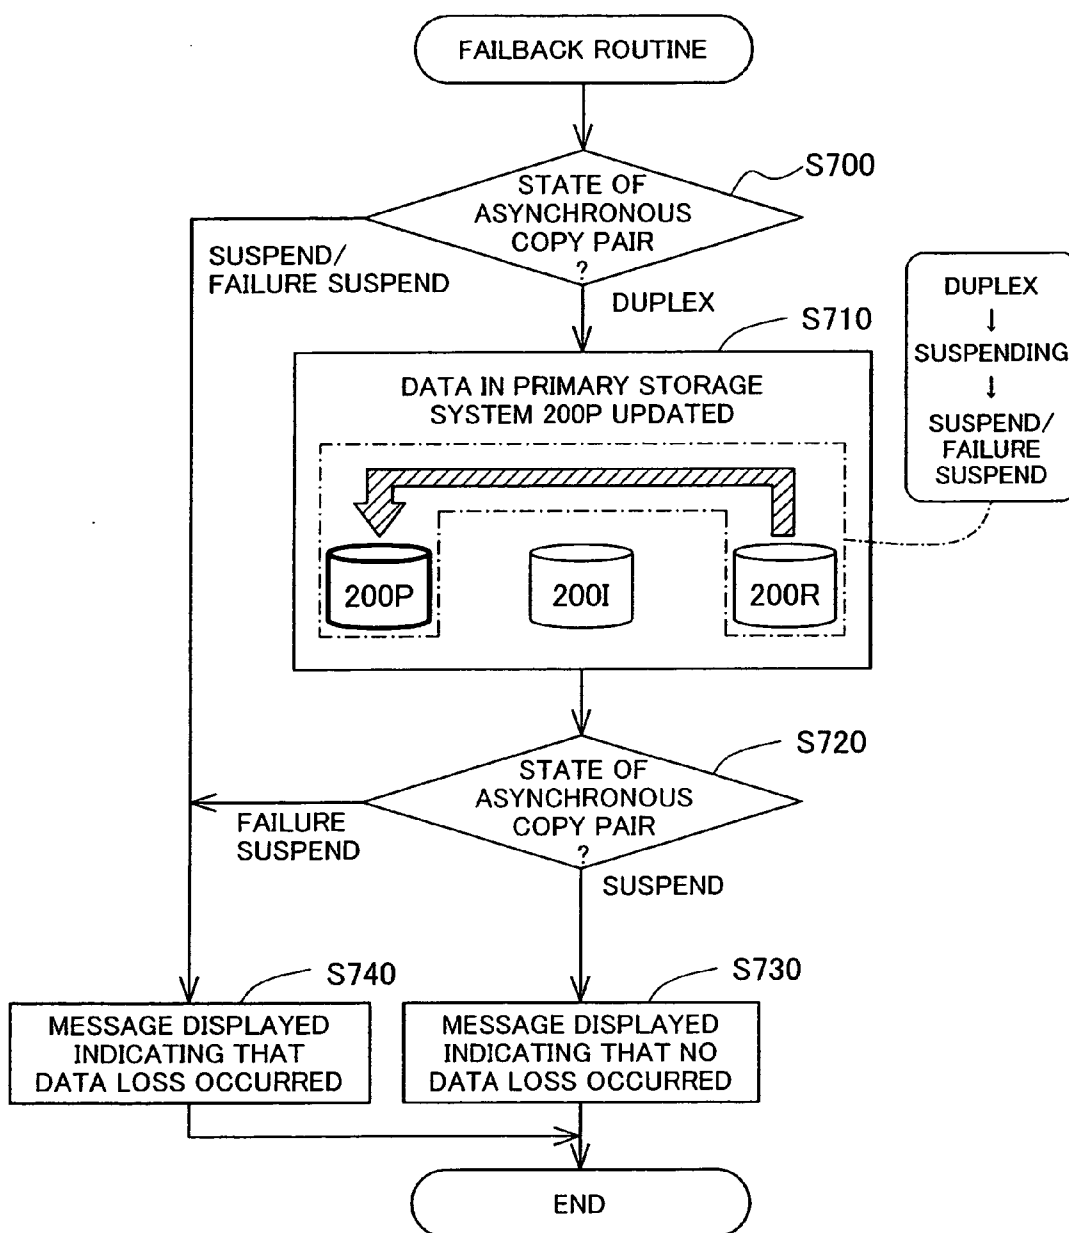 FAILBACK ROUTINE
S700
STATE OF
ASYNCHRONOUS
COPY PAIR
?
SUSPEND/
FAILURE SUSPEND
DUPLEX
S710
DATA IN PRIMARY STORAGE
SYSTEM 200P UPDATED
200P
200I
200R
DUPLEX
↓
SUSPENDING
↓
SUSPEND/
FAILURE
SUSPEND
S720
STATE OF
ASYNCHRONOUS
COPY PAIR
?
FAILURE
SUSPEND
SUSPEND
S740
MESSAGE DISPLAYED
INDICATING THAT
DATA LOSS OCCURRED
S730
MESSAGE DISPLAYED
INDICATING THAT NO
DATA LOSS OCCURRED
END